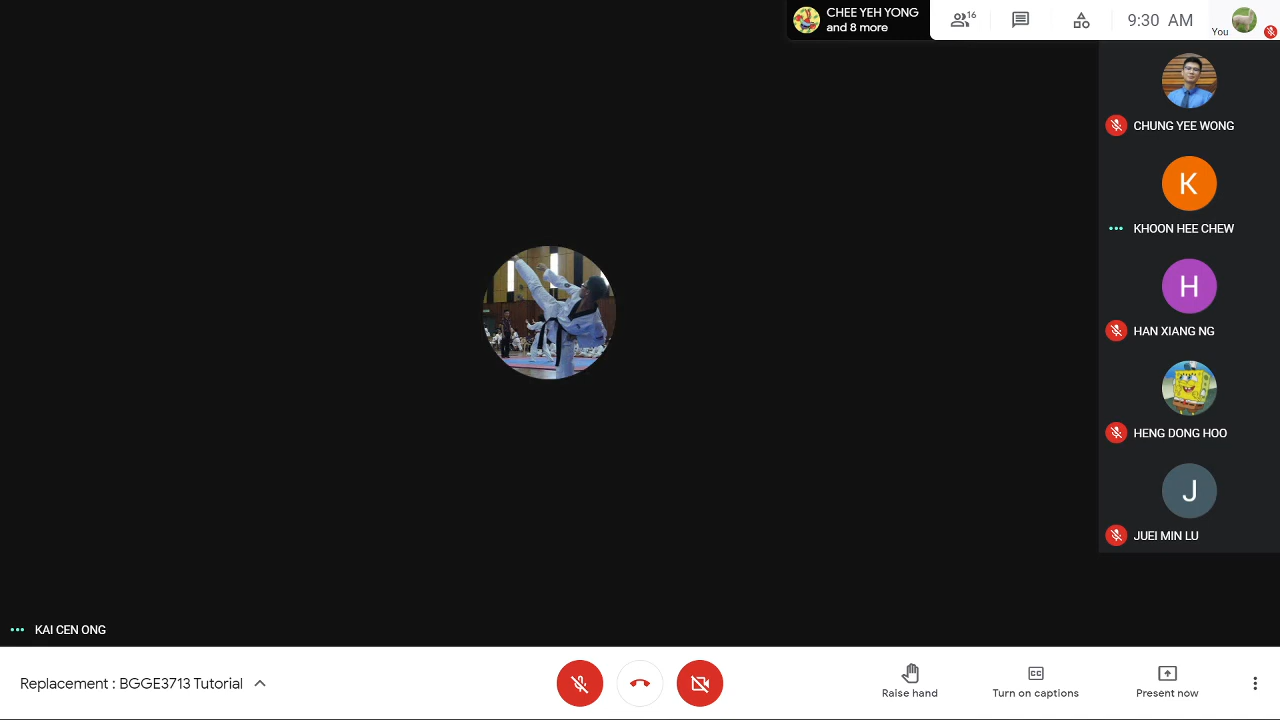 CHEE YEH YONG
and 8 more
16
9:30 AM
You
CHUNG YEE WONG
K
KHOON HEE CHEW
H
HAN XIANG NG
HENG DONG HOO
J
JUEI MIN LU
KAI CEN ONG
Replacement : BGGE3713 Tutorial
Raise hand
CC
Turn on captions
Present now